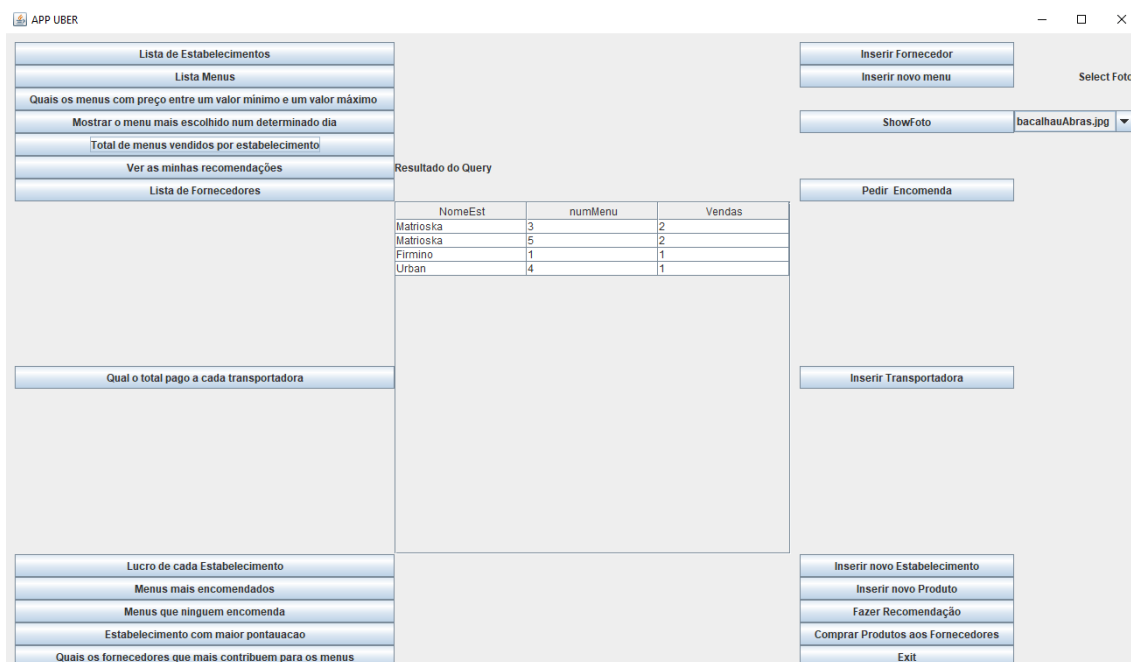 APP UBER
Lista de Estabelecimentos
Lista Menus
Quais os menus com preço entre um valor mínimo e um valor máximo
Mostrar o menu mais escolhido num determinado dia
Total de menus vendidos por estabelecimento
Ver as minhas recomendações
Lista de Fornecedores
Qual o total pago a cada transportadora
Lucro de cada Estabelecimento
Menus mais encomendados
Menus que ninguem encomenda
Estabelecimento com maior pontauacao
Quais os fornecedores que mais contribuem para os menus
Resultado do Query
NomeEst numMenu Vendas
Matrioska 3 2
Matrioska 5 2
Firmino 1 1
Urban 4 1
Inserir Fornecedor
Inserir novo menu Select Foto
ShowFoto bacalhauAbras.jpg
Pedir Encomenda
Inserir Transportadora
Inserir novo Estabelecimento
Inserir novo Produto
Fazer Recomendação
Comprar Produtos aos Fornecedores
Exit